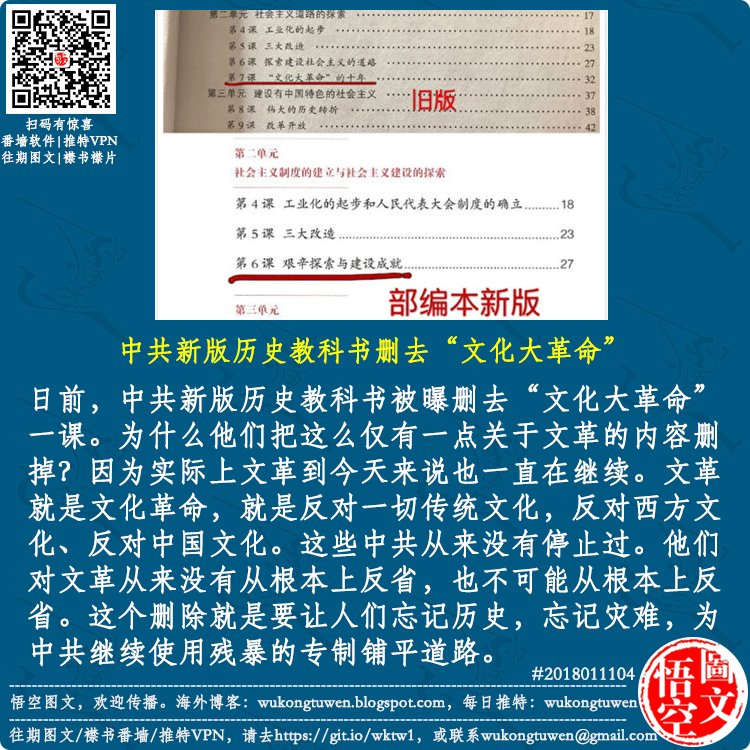 第二单元 社会主义道路的探索 17
第4课 工业化的起步 18
第5课 三大改造 23
第6课 探索建设社会主义的道路 27
第7课 “文化大革命”的十年 32
第三单元 建设有中国特色的社会主义 37
第8课 伟大的历史转折 38
第9课 改革开放 42
旧版
扫码有惊喜
番墙软件|推特VPN
往期图文|襟书襟片
第二单元
社会主义制度的建立与社会主义建设的探索
第4课 工业化的起步和人民代表大会制度的确立..........18
第5课 三大改造..........23
第6课 艰辛探索与建设成就..........27
第三单元
部编本新版
中共新版历史教科书删去“文化大革命”
日前，中共新版历史教科书被曝删去“文化大革命”
一课。为什么他们把这么仅有一点关于文革的内容删
掉？因为实际上文革到今天来说也一直在继续。文革
就是文化革命，就是反对一切传统文化，反对西方文
化、反对中国文化。这些中共从来没有停止过。他们
对文革从来没有从根本上反省，也不可能从根本上反
省。这个删除就是要让人们忘记历史，忘记灾难，为
中共继续使用残暴的专制铺平道路。
#2018011104
悟空图文，欢迎传播。海外博客：wukongtuwen.blogspot.com，每日推特：wukongtuwen
往期图文/襟书番墙/推特VPN，请去https://git.io/wktw1，或联系wukongtuwen@gmail.com
悟空圖文